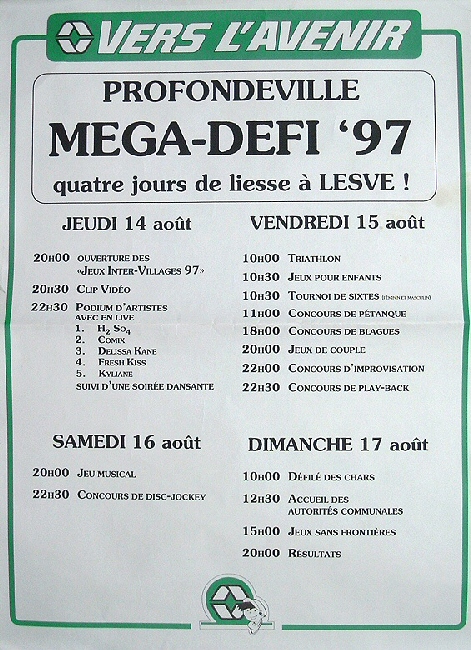 VERS L'AVENIR
PROFONDEVILLE
MEGA-DEFI '97
quatre jours de liesse à LESVE !
JEUDI 14 août
20H00 OUVERTURE DES
«JEUX INTER-VILLAGES 97»
20H30 CLIP VIDÉO
22H30 PODIUM D'ARTISTES
AVEC EN LIVE
1. H2 SO4
2. COMIX
3. DELISSA KANE
4. FRESH KISS
5. KYLIANE
SUIVI D'UNE SOIRÉE DANSANTE
VENDREDI 15 août
10H00 TRIATHLON
10H30 JEUX POUR ENFANTS
10H30 TOURNOI DE SIXTES (FÉMININ ET MASCULIN)
11H00 CONCOURS DE PÉTANQUE
18H00 CONCOURS DE BLAGUES
20H00 JEUX DE COUPLE
22H00 CONCOURS D'IMPROVISATION
22H30 CONCOURS DE PLAY-BACK
SAMEDI 16 août
20H00 JEU MUSICAL
22H30 CONCOURS DE DISC-JOCKEY
DIMANCHE 17 août
10H00 DÉFILÉ DES CHARS
12H30 ACCUEIL DES
AUTORITÉS COMMUNALES
15H00 JEUX SANS FRONTIÈRES
20H00 RÉSULTATS